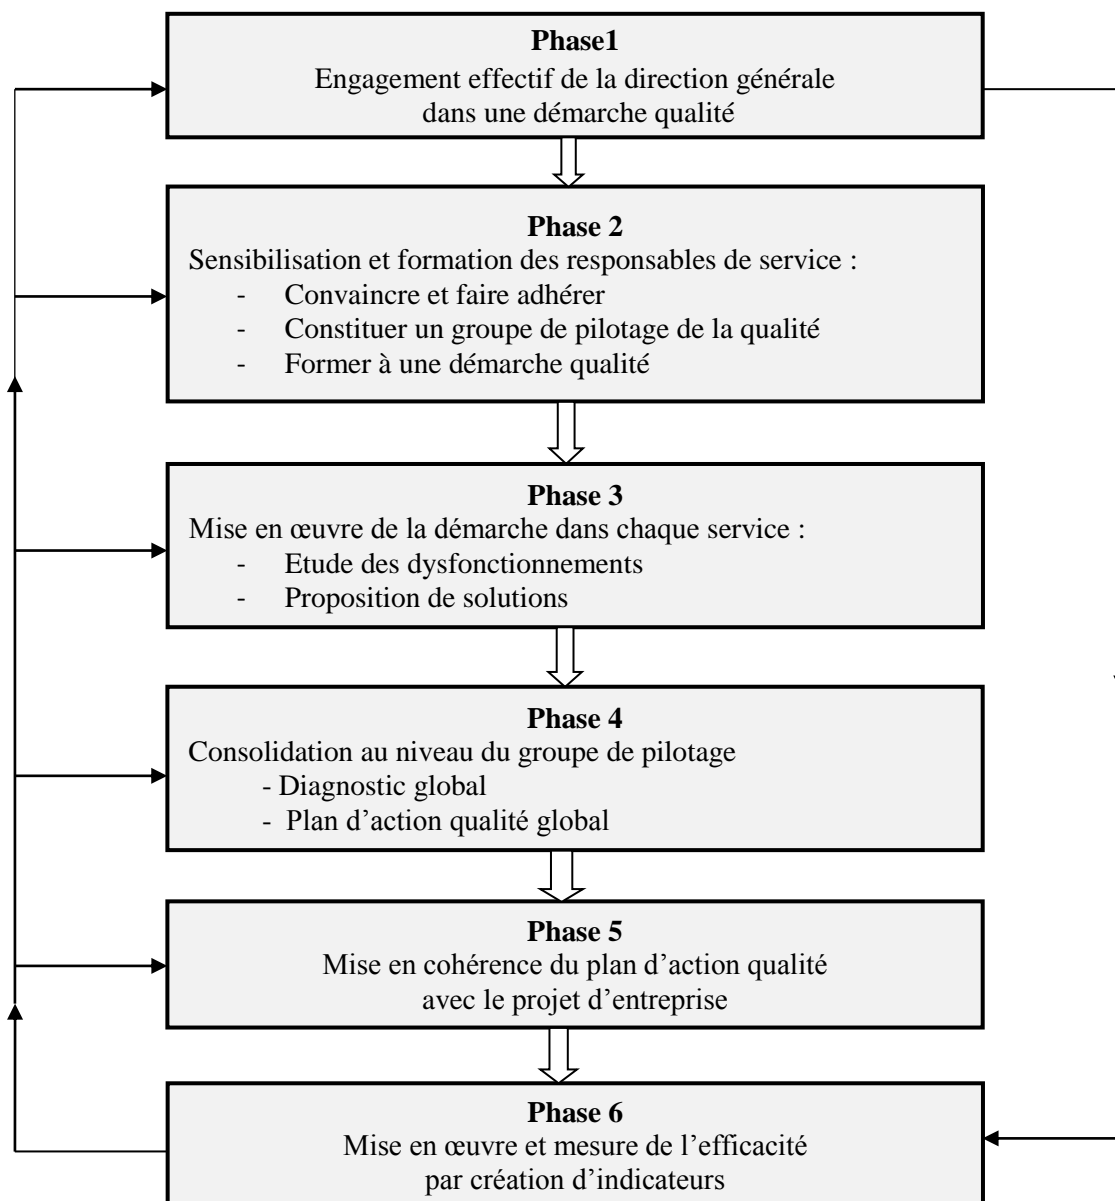 Phase1
Engagement effectif de la direction générale
dans une démarche qualité
Phase 2
Sensibilisation et formation des responsables de service :
- Convaincre et faire adhérer
- Constituer un groupe de pilotage de la qualité
- Former à une démarche qualité
Phase 3
Mise en œuvre de la démarche dans chaque service :
- Etude des dysfonctionnements
- Proposition de solutions
Phase 4
Consolidation au niveau du groupe de pilotage
- Diagnostic global
- Plan d’action qualité global
Phase 5
Mise en cohérence du plan d’action qualité
avec le projet d’entreprise
Phase 6
Mise en œuvre et mesure de l’efficacité
par création d’indicateurs